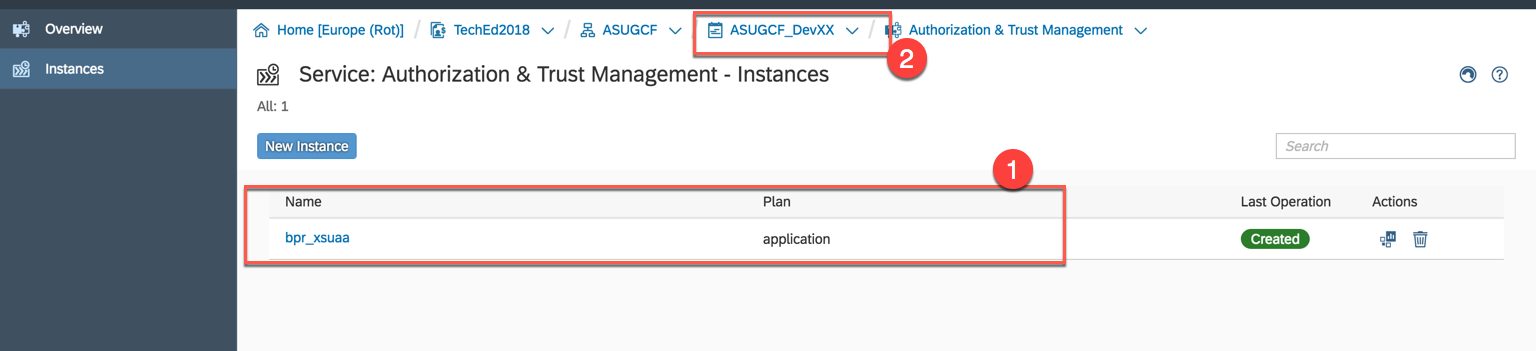 Overview
Instances
Home [Europe (Rot)] / TechEd2018 / ASUGCF / ASUGCF_DevXX / Authorization & Trust Management
2
Service: Authorization & Trust Management - Instances
All: 1
New Instance
Search
1
Name Plan Last Operation Actions
bpr_xsuaa application Created